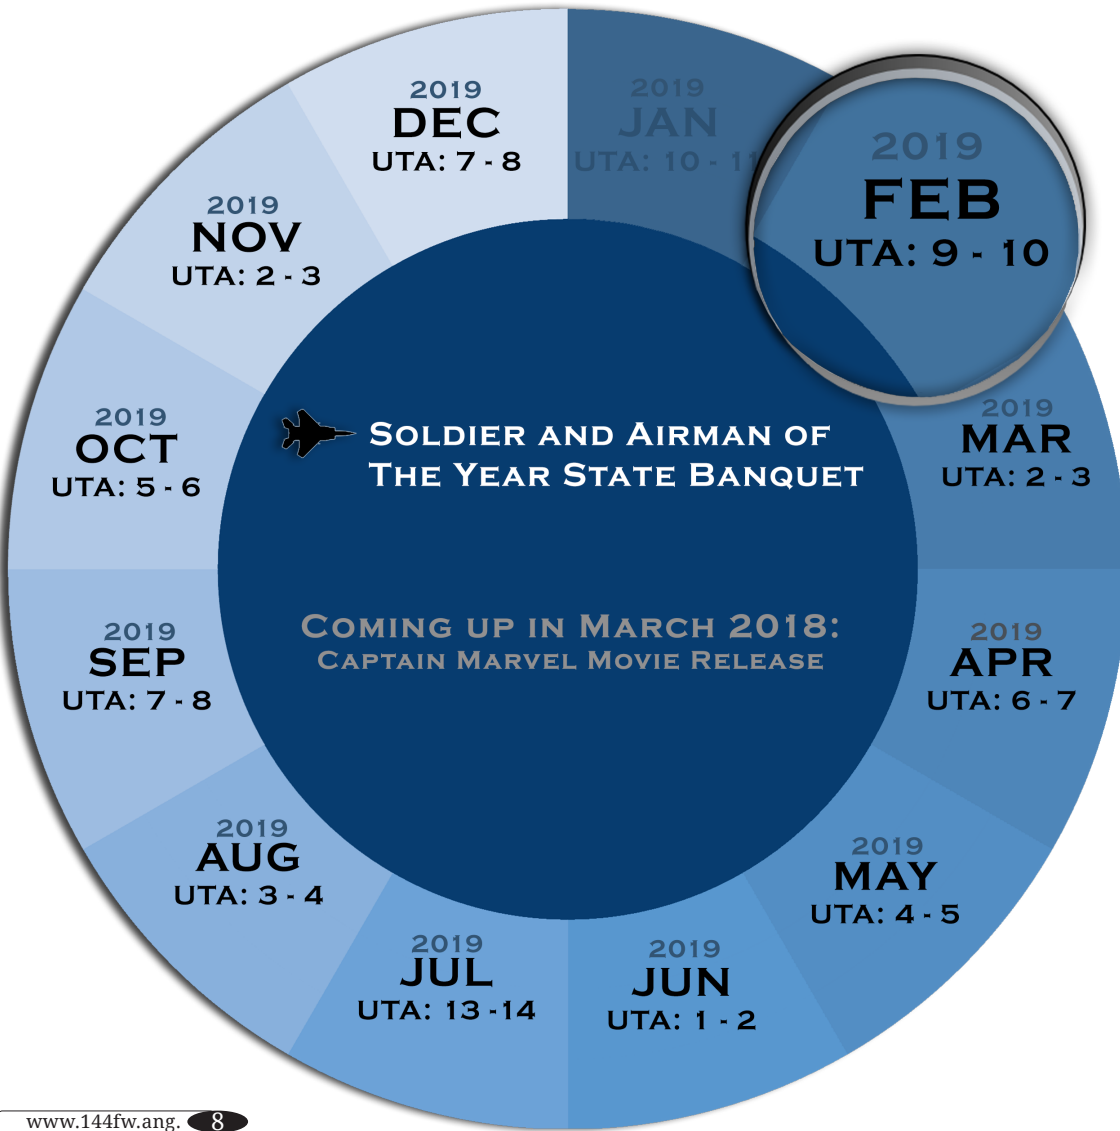 2019
JAN
UTA: 10 - 11
2019
FEB
UTA: 9 - 10
2019
MAR
UTA: 2 - 3
2019
APR
UTA: 6 - 7
2019
MAY
UTA: 4 - 5
2019
JUN
UTA: 1 - 2
2019
JUL
UTA: 13 -14
2019
AUG
UTA: 3 - 4
2019
SEP
UTA: 7 - 8
2019
OCT
UTA: 5 - 6
2019
NOV
UTA: 2 - 3
2019
DEC
UTA: 7 - 8
Soldier and Airman of
The Year State Banquet
Coming up in March 2018:
Captain Marvel Movie Release
www.144fw.ang. 8